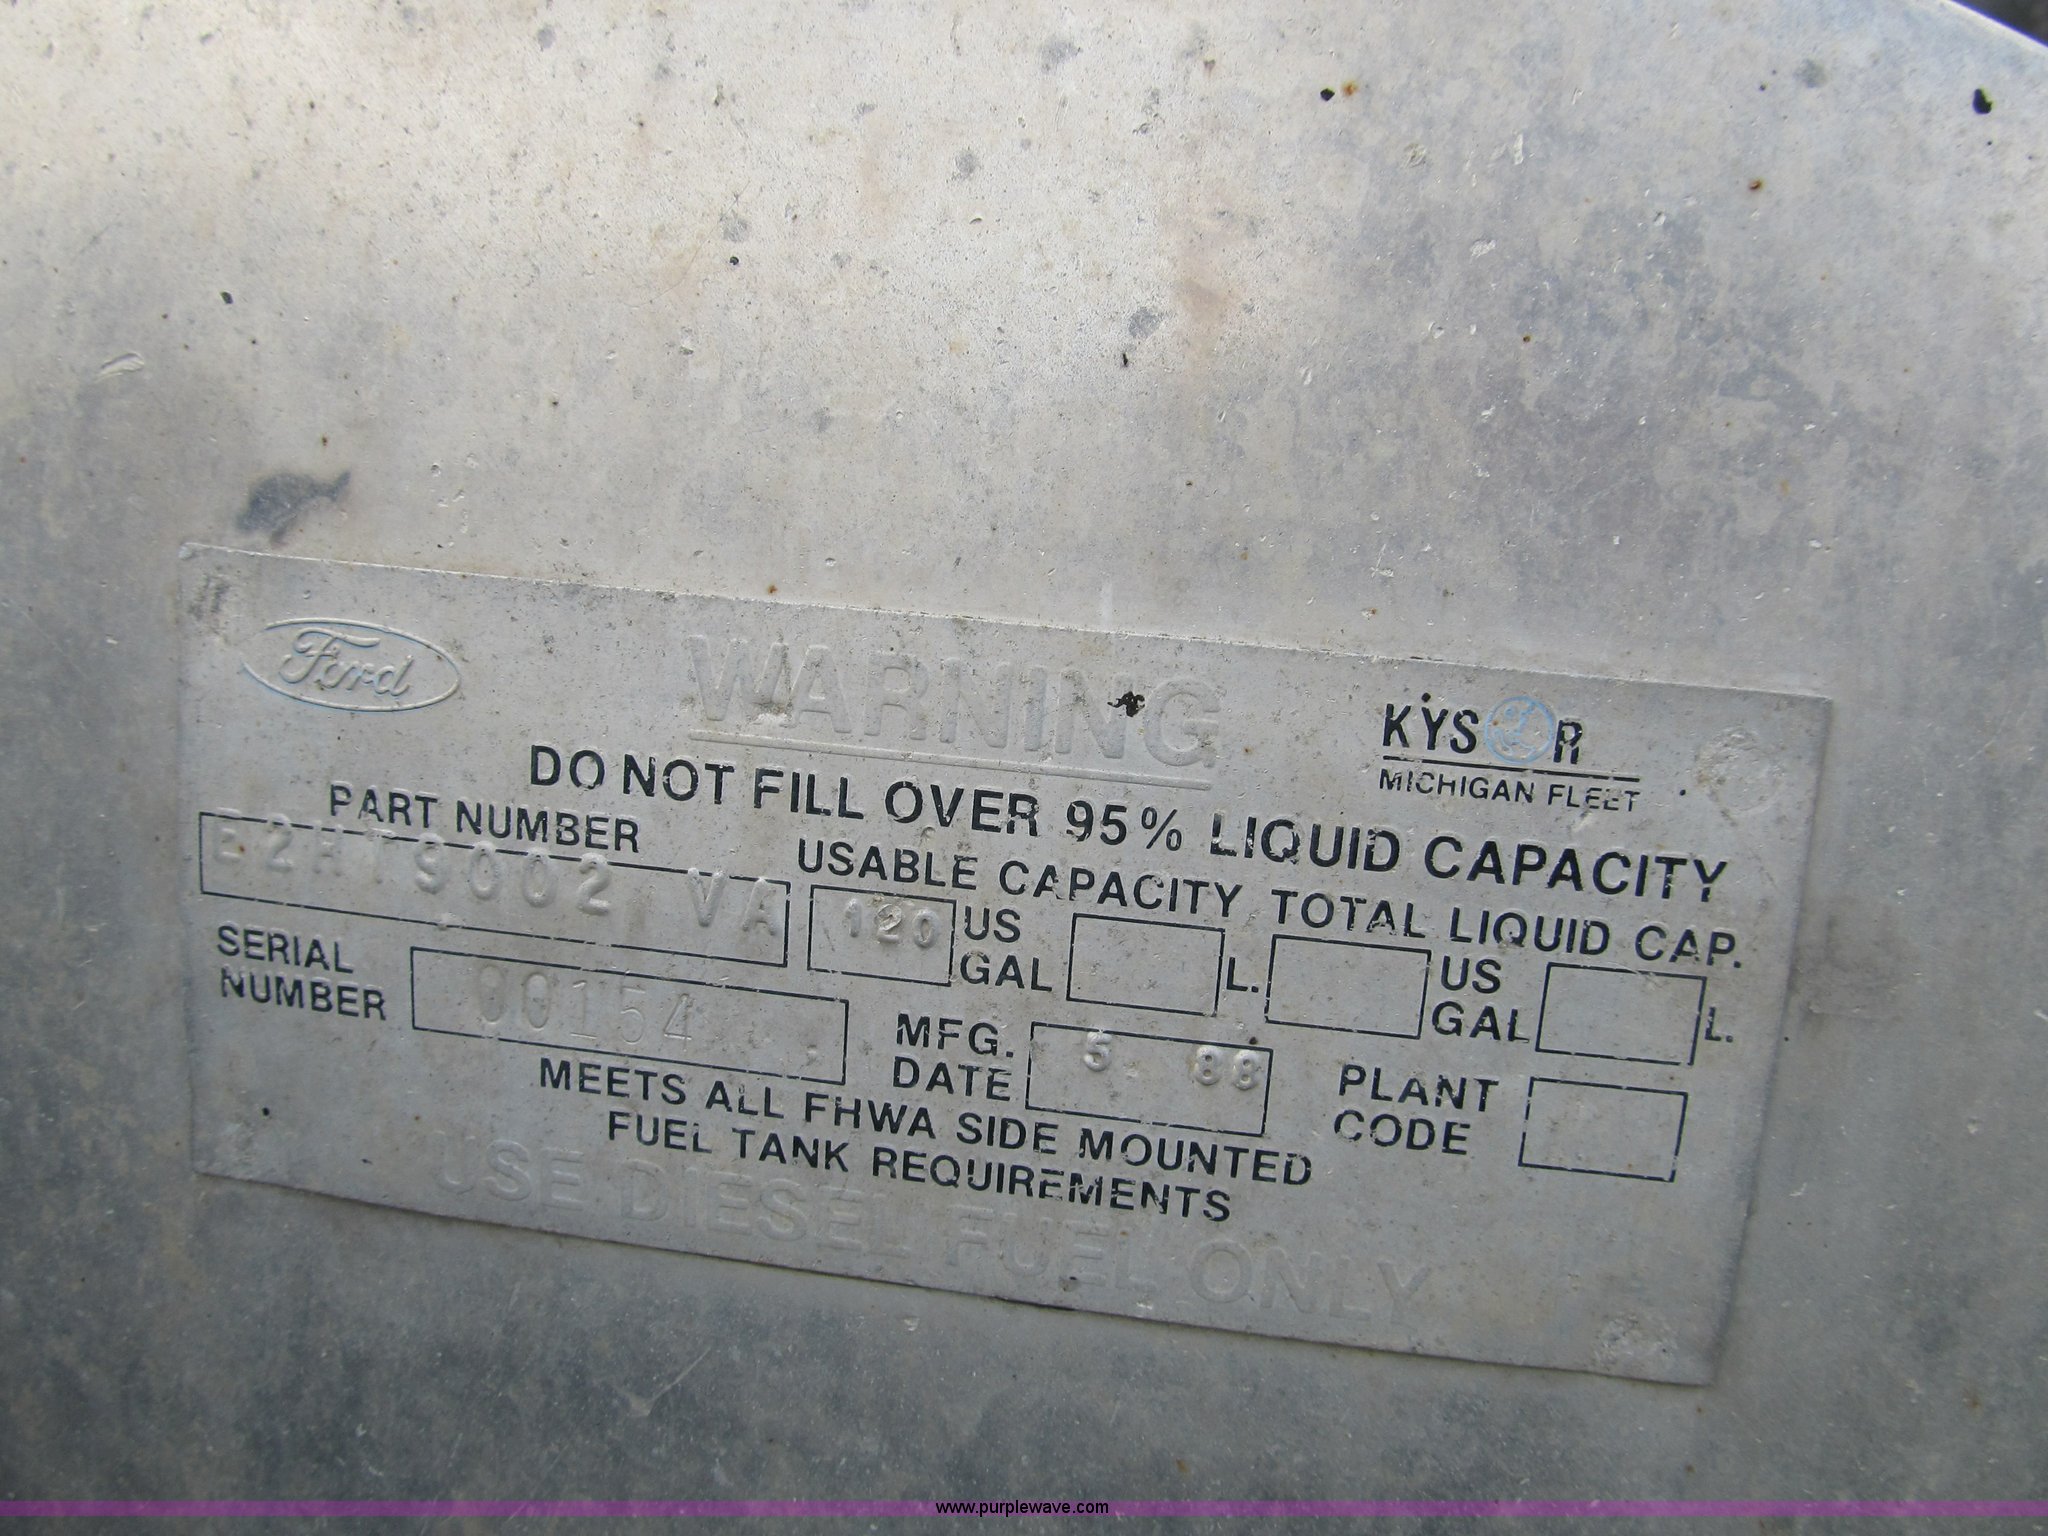 Ford
WARNING
KYSOR
MICHIGAN FLEET
DO NOT FILL OVER 95% LIQUID CAPACITY
PART NUMBER
E2HT9002 VA
USABLE CAPACITY TOTAL LIQUID CAP.
120 US GAL L. US GAL L.
SERIAL NUMBER 00154
MFG. DATE 5 88
PLANT CODE
MEETS ALL FHWA SIDE MOUNTED
FUEL TANK REQUIREMENTS
USE DIESEL FUEL ONLY
www.purplewave.com